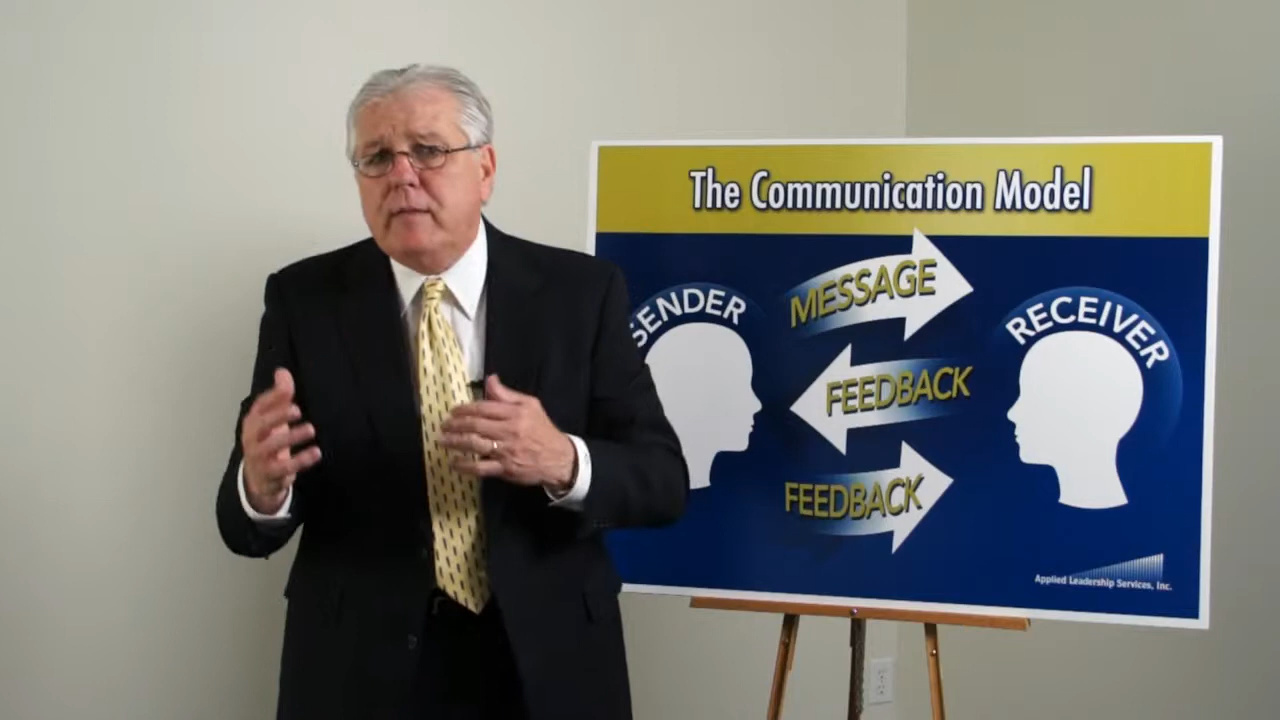 The Communication Model
SENDER
MESSAGE
RECEIVER
FEEDBACK
FEEDBACK
Applied Leadership Services, Inc.